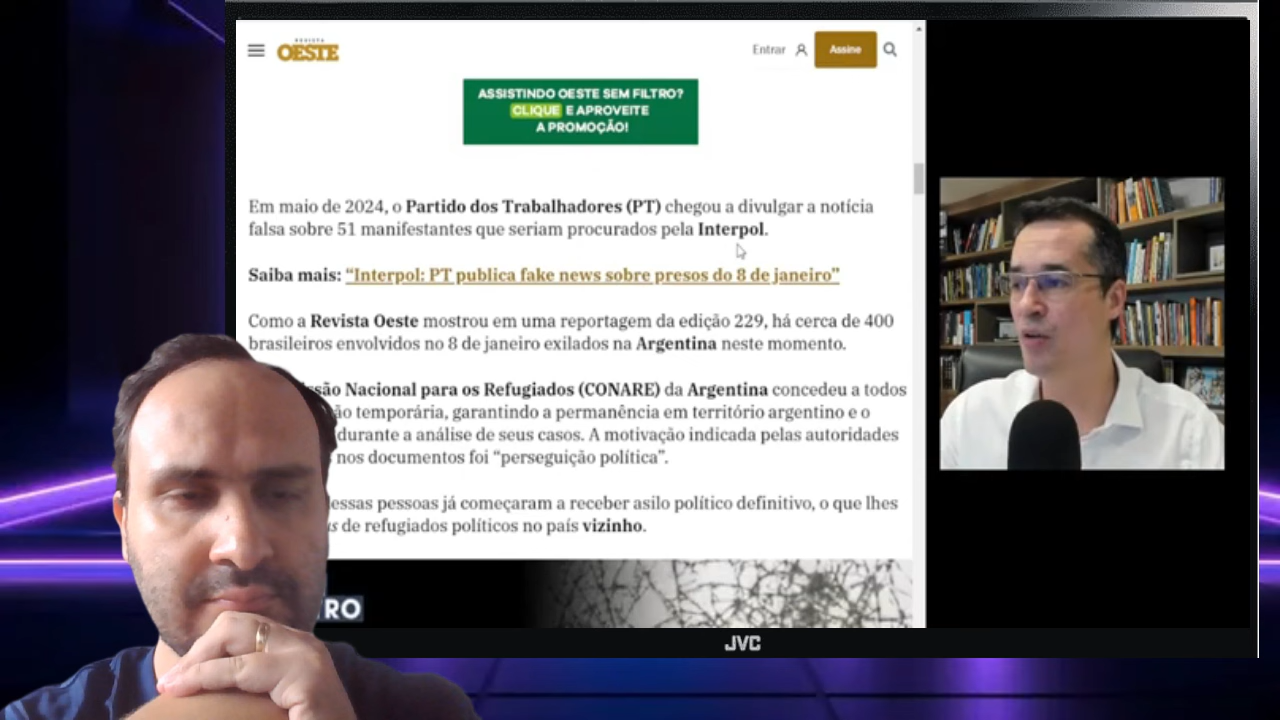 REVISTA
OESTE
Entrar
Assine
ASSISTINDO OESTE SEM FILTRO?
CLIQUE E APROVEITE
A PROMOÇÃO!
Em maio de 2024, o Partido dos Trabalhadores (PT) chegou a divulgar a notícia
falsa sobre 51 manifestantes que seriam procurados pela Interpol.
Saiba mais: “Interpol: PT publica fake news sobre presos do 8 de janeiro”
Como a Revista Oeste mostrou em uma reportagem da edição 229, há cerca de 400
brasileiros envolvidos no 8 de janeiro exilados na Argentina neste momento.
Nacional para os Refugiados (CONARE) da Argentina concedeu a todos
temporária, garantindo a permanência em território argentino e o
durante a análise de seus casos. A motivação indicada pelas autoridades
nos documentos foi “perseguição política”.
pessoas já começaram a receber asilo político definitivo, o que lhes
de refugiados políticos no país vizinho.
JVC